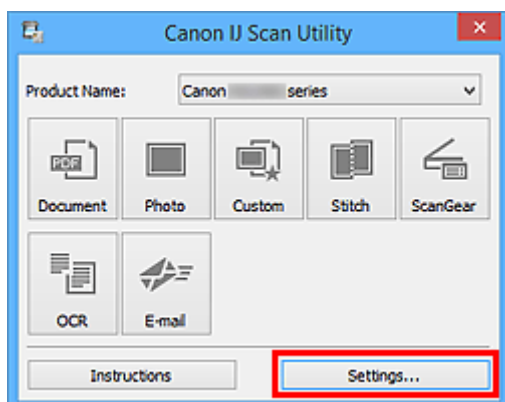 Canon IJ Scan Utility
Product Name: Canon series
PDF
Document Photo Custom Stitch ScanGear
OCR E-mail
Instructions Settings...